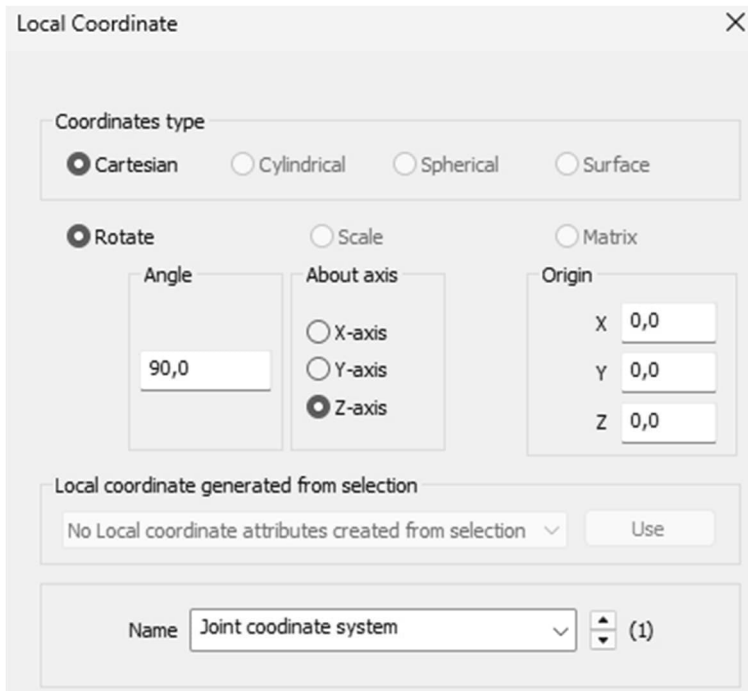 Local Coordinate
Coordinates type
Cartesian Cylindrical Spherical Surface
Rotate Scale Matrix
Angle About axis Origin
X-axis X 0,0
90,0 Y-axis Y 0,0
Z-axis Z 0,0
Local coordinate generated from selection
No Local coordinate attributes created from selection Use
Name Joint coodinate system (1)